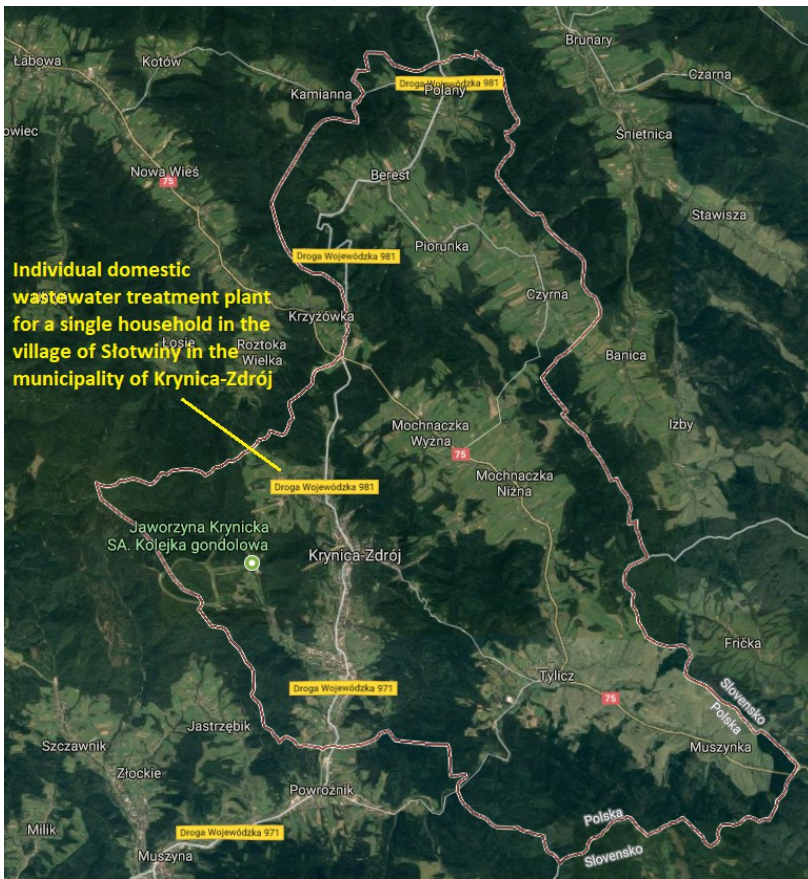 Brunary
Łabowa
Kotów
Czarna
Droga Wojewódzka 981
Polany
Kamianna
owiec
Śnietnica
Nowa Wieś
75
Berest
Stawisza
Piorunka
Droga Wojewódzka 981
Individual domestic
wastewater treatment plant
for a single household in the
village of Słotwiny in the
municipality of Krynica-Zdrój
Czyrna
Krzyżówka
Łosie
Roztoka
Wielka
Banica
Izby
Mochnaczka
Wyżna
75
Mochnaczka
Niżna
Droga Wojewódzka 981
Jaworzyna Krynicka
SA. Kolejka gondolowa
Krynica-Zdrój
Frička
Tylicz
Droga Wojewódzka 971
75
Slovensko
Polska
Jastrzębik
Szczawnik
Muszynka
Złockie
Powroźnik
Polska
Milik
Droga Wojewódzka 971
Muszyna
Slovensko